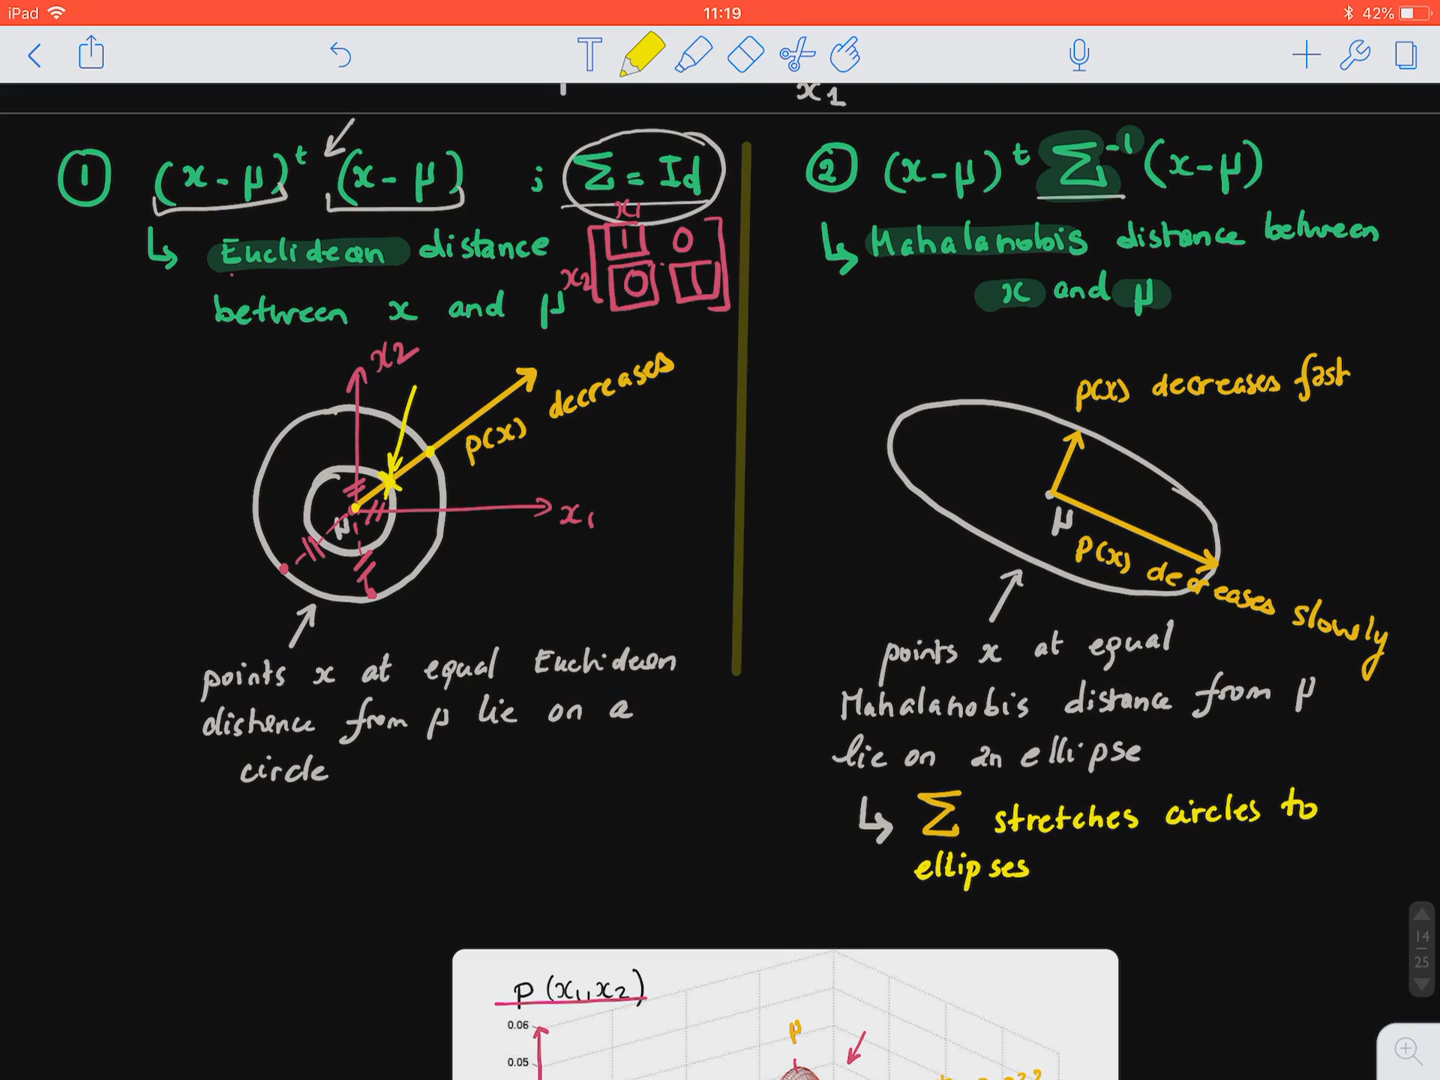 iPad
11:19
42%
x1
① (x-μ)ᵗ (x-μ) ; Σ = Id
↳ Euclidean distance
between x and μ
x1
x2
1 0
0 1
x2
p(x) decreases
x1
μ
points x at equal Euclidean
distance from μ lie on a
circle
② (x-μ)ᵗ Σ⁻¹ (x-μ)
↳ Mahalanobis distance between
x and μ
p(x) decreases fast
μ
p(x) decreases slowly
points x at equal
Mahalanobis distance from μ
lie on an ellipse
↳ Σ stretches circles to
ellipses
14
25
p(x1,x2)
0.06
0.05
μ